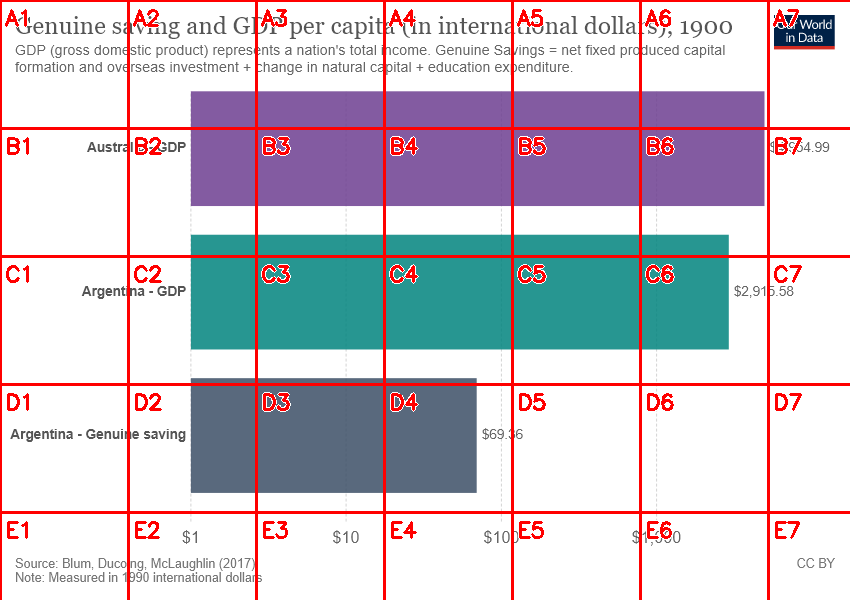 Genuine saving and GDP per capita (in international dollars), 1900
Our World
in Data
GDP (gross domestic product) represents a nation's total income. Genuine Savings = net fixed produced capital
formation and overseas investment + change in natural capital + education expenditure.
A1 A2 A3 A4 A5 A6 A7
B1 B2 B3 B4 B5 B6 B7
Australia - GDP
C1 C2 C3 C4 C5 C6 C7
Argentina - GDP $2,915.58
D1 D2 D3 D4 D5 D6 D7
Argentina - Genuine saving $69.36
E1 E2 E3 E4 E5 E6 E7
$1 $10 $100 $1,000
Source: Blum, Ducoing, McLaughlin (2017)
CC BY
Note: Measured in 1990 international dollars